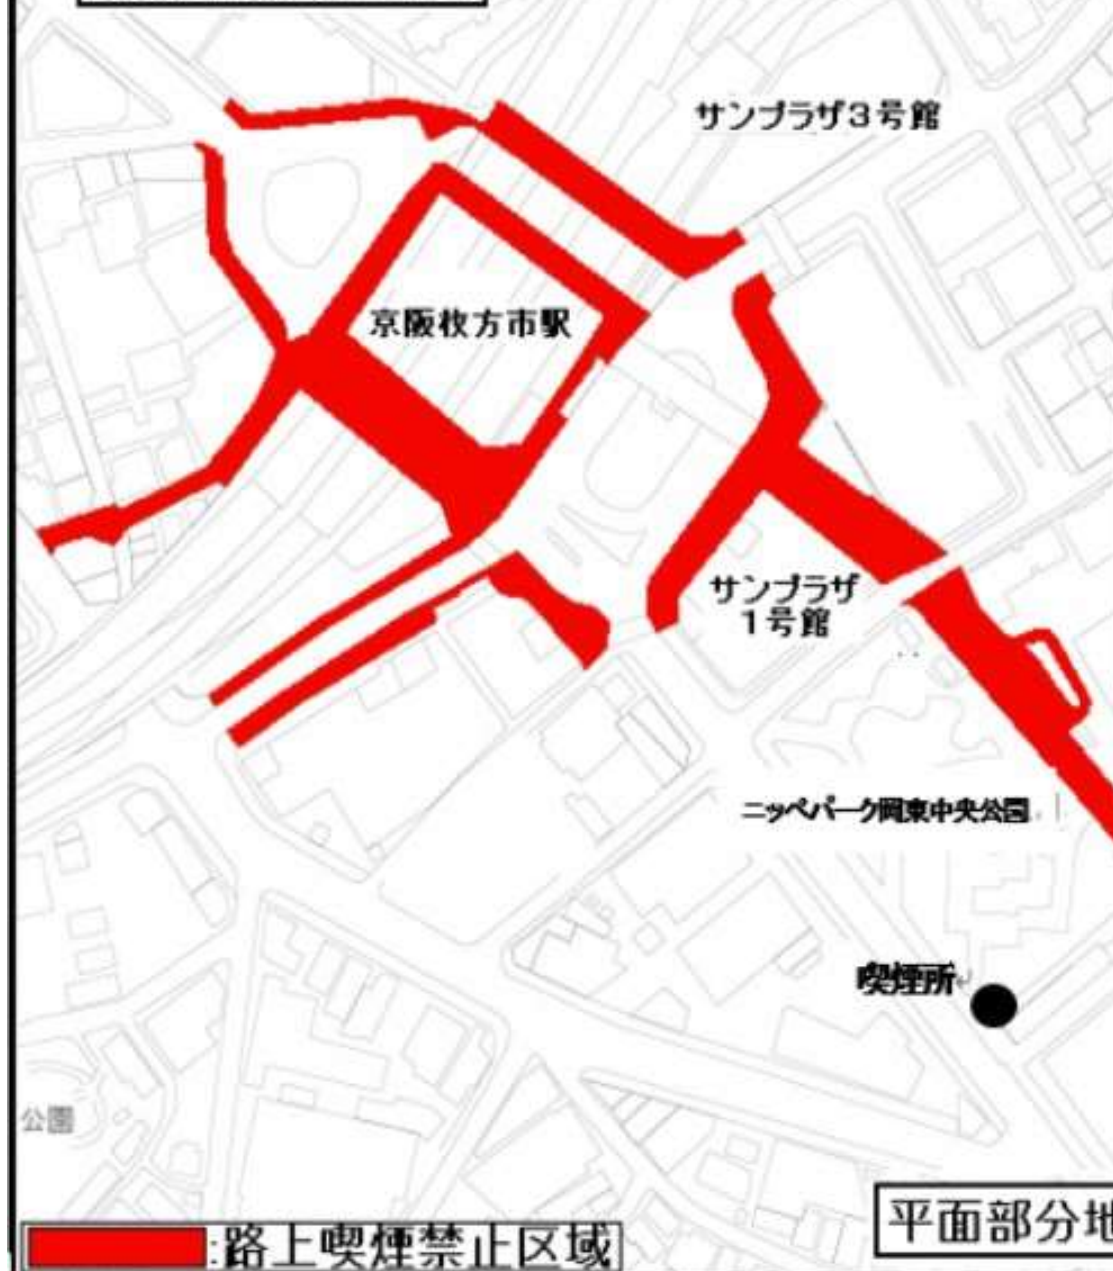 サンプラザ3号館
京阪枚方市駅
サンプラザ
1号館
ニッペパーク岡東中央公園
喫煙所
公園
:路上喫煙禁止区域
平面部分地